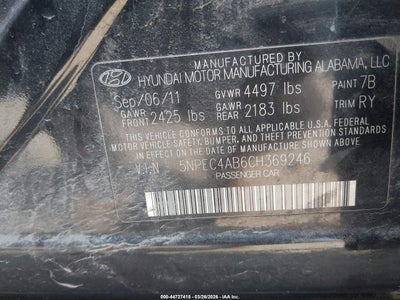 MANUFACTURED BY
HYUNDAI MOTOR MANUFACTURING ALABAMA, LLC
Sep/06/11 GVWR 4497 lbs PAINT 7B
GAWR FRONT 2425 lbs GAWR REAR 2183 lbs TRIM RY
THIS VEHICLE CONFORMS TO ALL APPLICABLE U.S. FEDERAL
MOTOR VEHICLE SAFETY, BUMPER, AND THEFT PREVENTION
STANDARDS IN EFFECT ON THE DATE OF MANUFACTURE
SHOWN ABOVE.
V.I.N 5NPEC4AB6CH369246
PASSENGER CAR
000-44727415 | 03/26/2026 | IAA